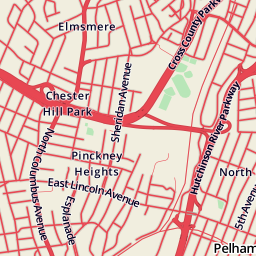 Elmsmere
Cross County Parkw
Chester
Hill Park
Sheridan Avenue
Hutchinson River Parkway
North Columbus Avenue
Pinckney
Heights
North
East Lincoln Avenue
Esplanade
5th Avenue
Pelham